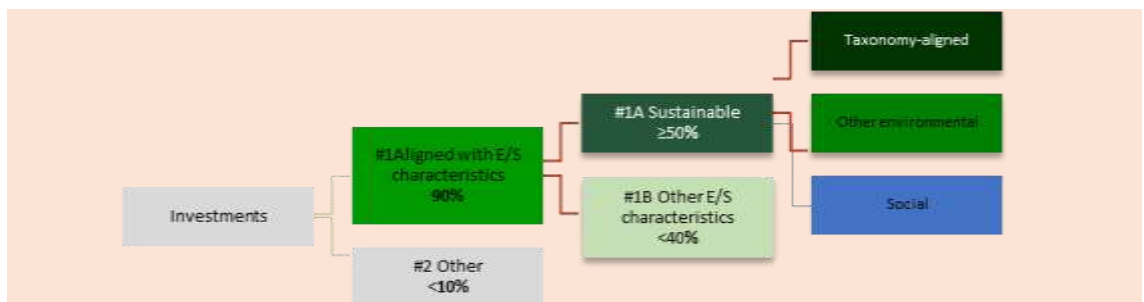 Taxonomy-aligned
#1A Sustainable
≥50%
Other environmental
#1Aligned with E/S
characteristics
90%
#1B Other E/S
characteristics
<40%
Social
Investments
#2 Other
<10%